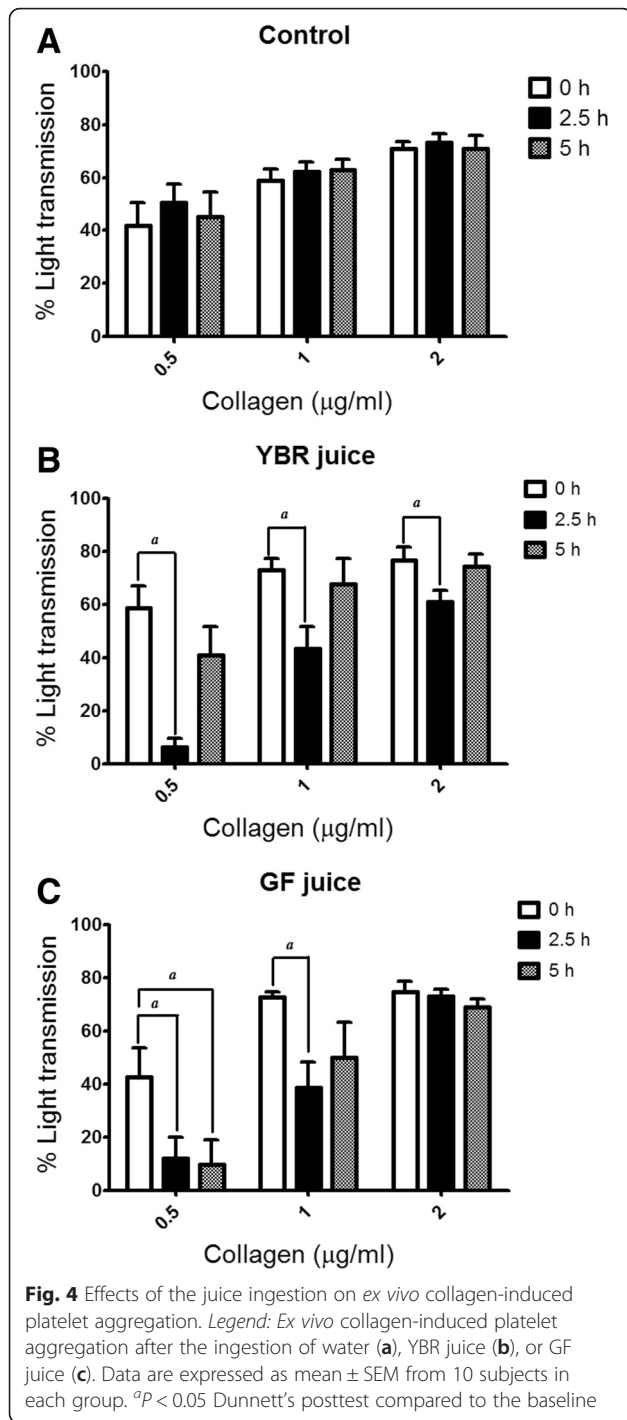 A
Control
100
80
60
40
20
0
% Light transmission
0.5
1
2
Collagen (μg/ml)
0 h
2.5 h
5 h
B
YBR juice
100
80
60
40
20
0
% Light transmission
a
a
a
0.5
1
2
Collagen (μg/ml)
0 h
2.5 h
5 h
C
GF juice
100
80
60
40
20
0
% Light transmission
a
a
a
0.5
1
2
Collagen (μg/ml)
0 h
2.5 h
5 h
Fig. 4 Effects of the juice ingestion on ex vivo collagen-induced
platelet aggregation. Legend: Ex vivo collagen-induced platelet
aggregation after the ingestion of water (a), YBR juice (b), or GF
juice (c). Data are expressed as mean ± SEM from 10 subjects in
each group. aP < 0.05 Dunnett's posttest compared to the baseline